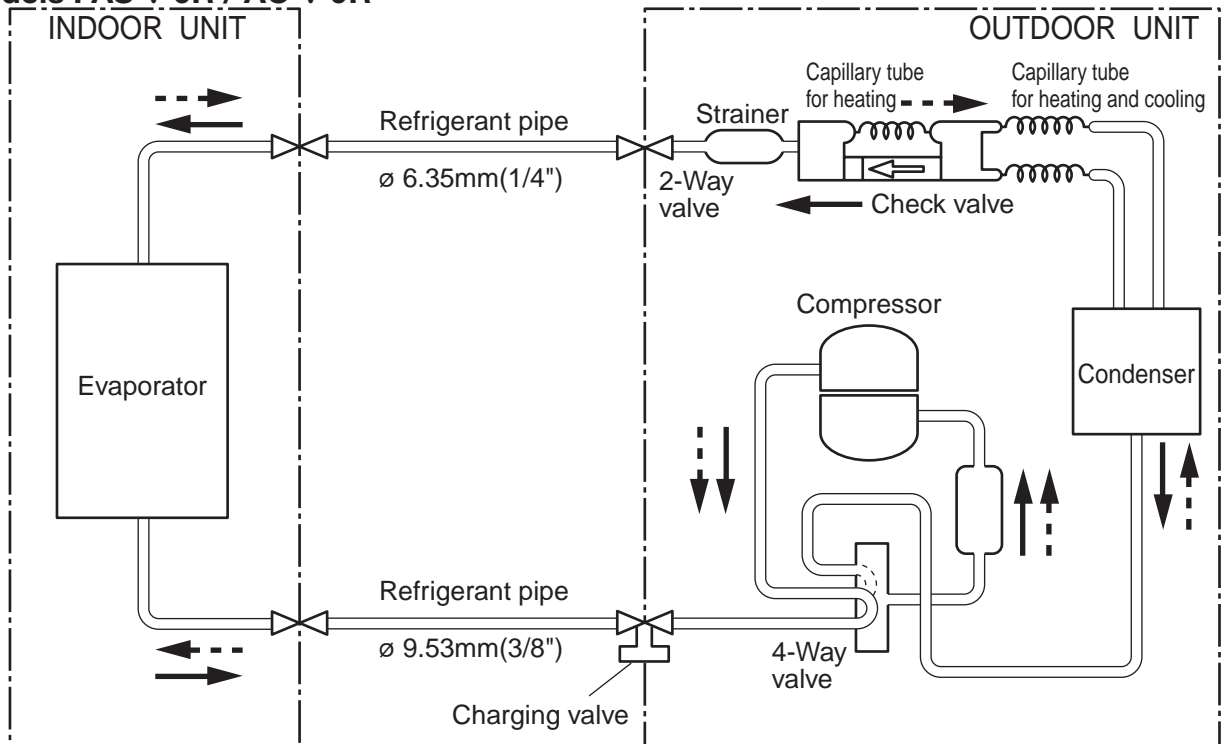 INDOOR UNIT
OUTDOOR UNIT
Capillary tube
for heating
Capillary tube
for heating and cooling
Strainer
Refrigerant pipe
ø 6.35mm(1/4")
2-Way
valve
Check valve
Compressor
Evaporator
Condenser
Refrigerant pipe
ø 9.53mm(3/8")
4-Way
valve
Charging valve